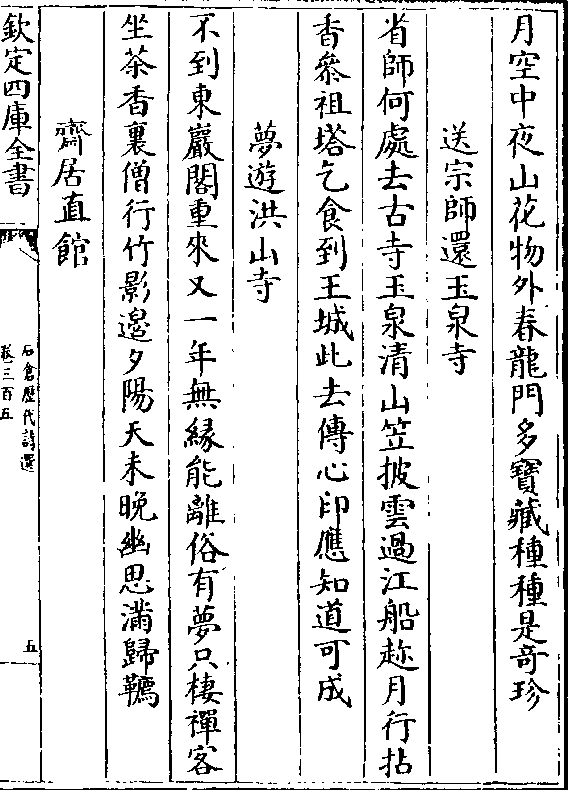 月空中夜山花物外春龍門多寶藏種種是奇珍
送宗師還玉泉寺
省師何處去古寺玉泉清山笠披雲過江船趂月行拈
香叅祖塔乞食到王城此去傳心印應知道可成
夢遊洪山寺
不到東巖閣重來又一年無緣能離俗有夢只棲禪客
坐茶香裏僧行竹影邉夕陽天未晚幽思滿歸韉
齋居直館
欽定四庫全書
石倉歷代詩選
卷三百五
五